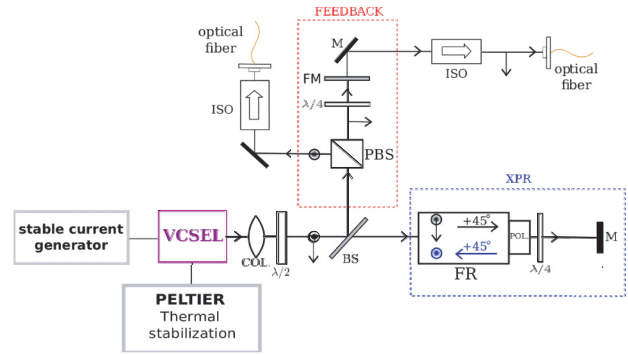 FEEDBACK
optical
fiber
M
ISO
FM
λ/4
ISO
optical
fiber
PBS
XPR
stable current
generator
VCSEL
COL.
λ/2
BS
+45°
+45°
FR
POL.
λ/4
M
PELTIER
Thermal
stabilization